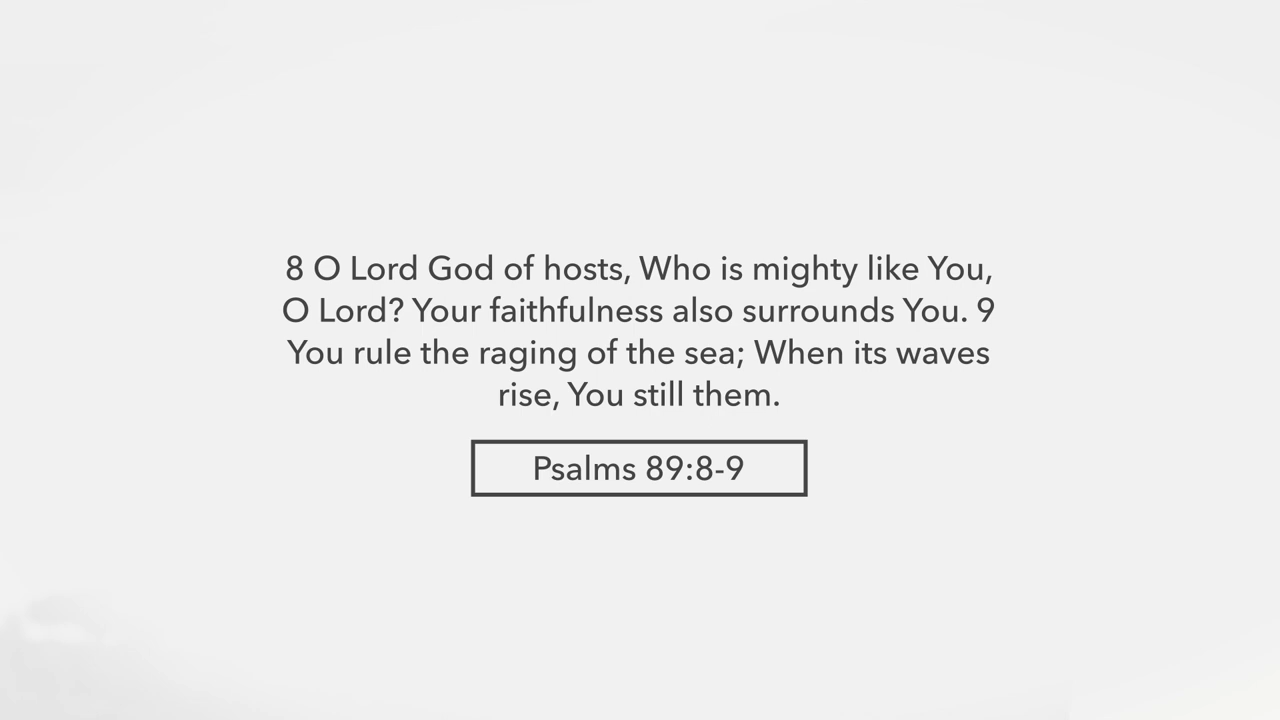 8 O Lord God of hosts, Who is mighty like You,
O Lord? Your faithfulness also surrounds You. 9
You rule the raging of the sea; When its waves
rise, You still them.
Psalms 89:8-9